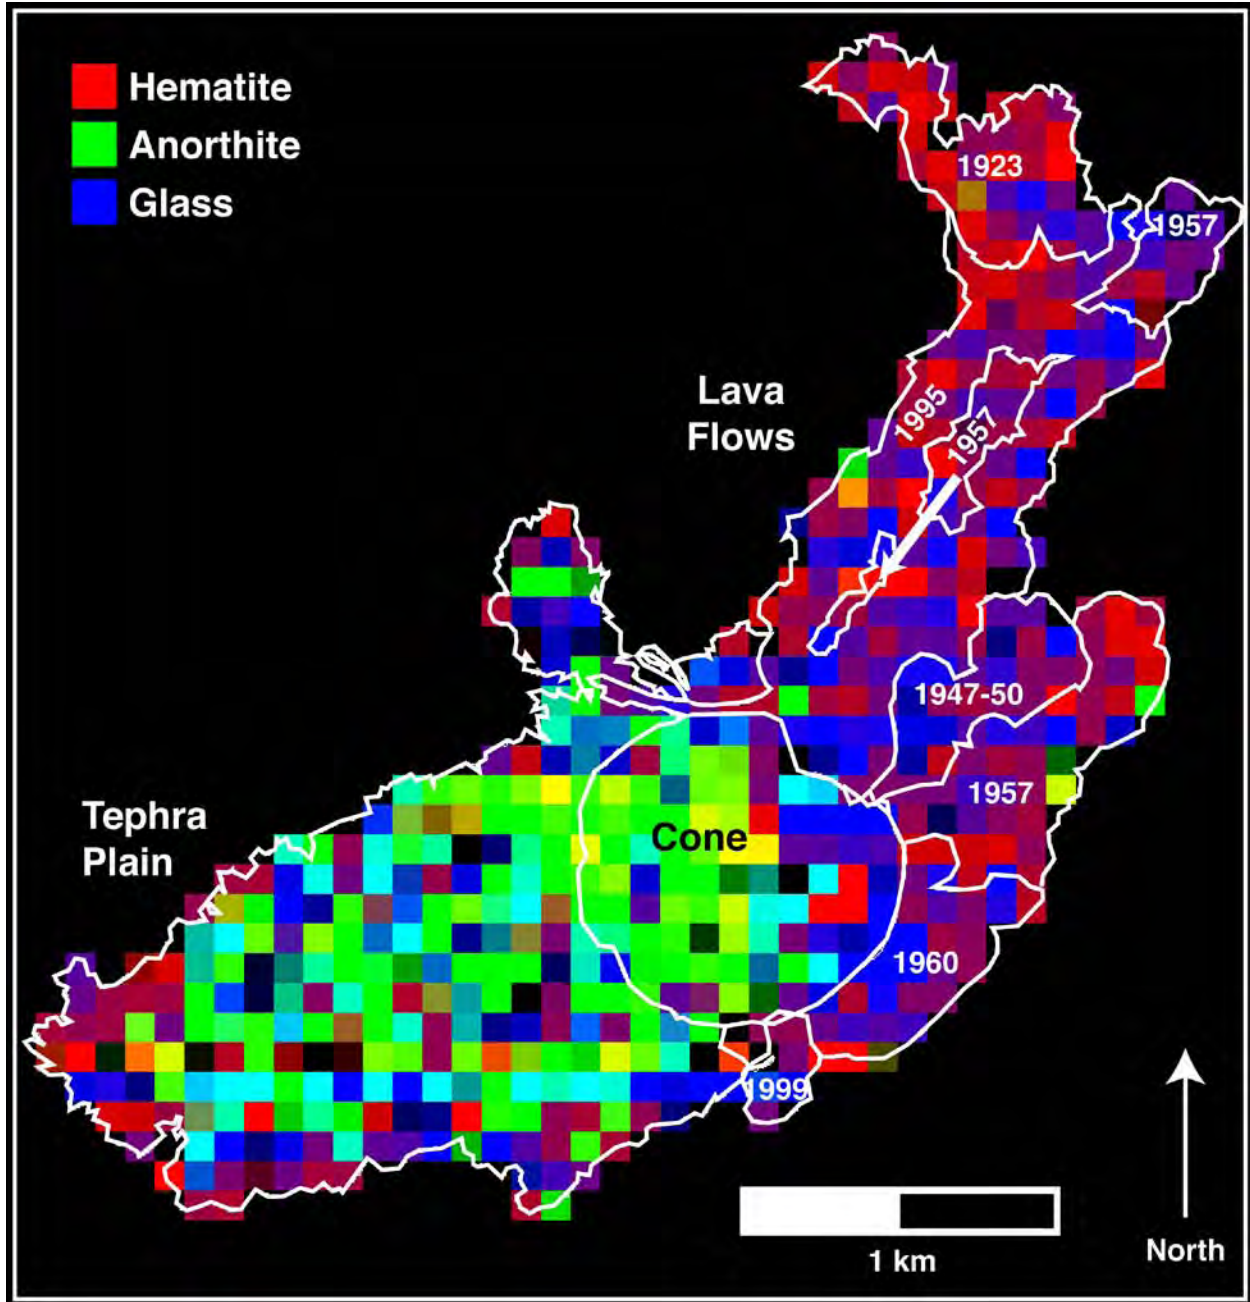 Hematite
Anorthite
Glass
1923
1957
Lava
Flows
1995
1957
1947-50
1957
Tephra
Plain
Cone
1960
1999
1 km
North